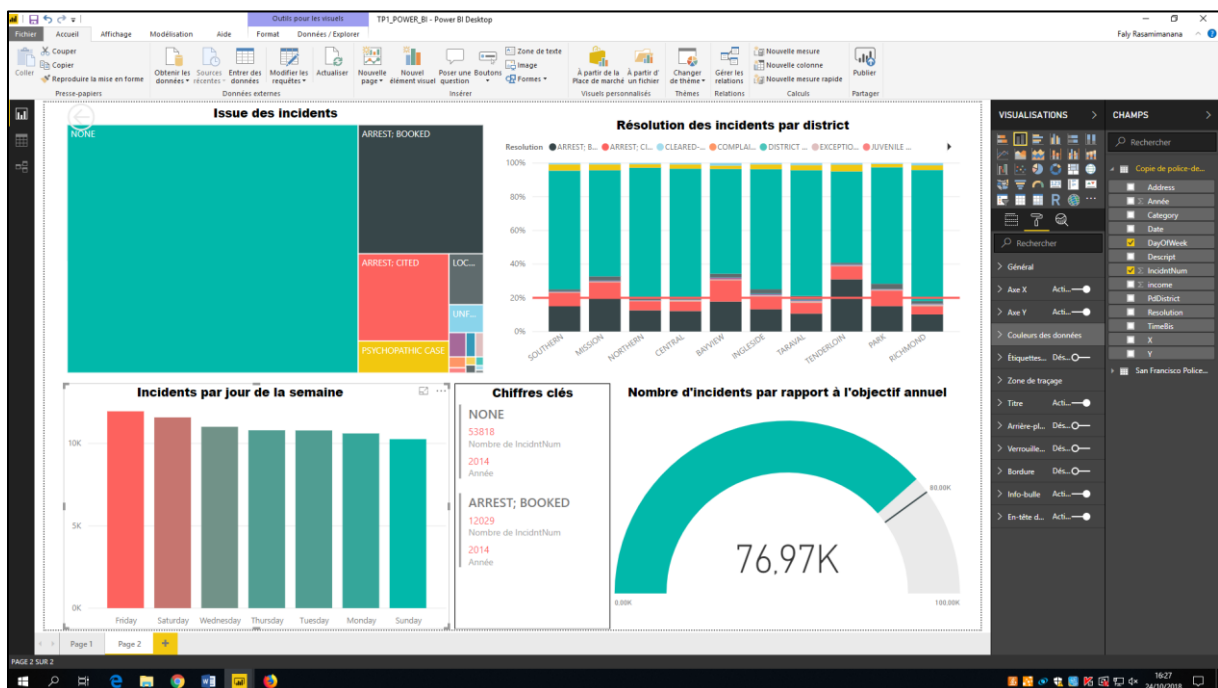 Outils pour les visuels
TP1_POWER_BI - Power BI Desktop
Fichier Accueil Affichage Modélisation Aide Format Données / Explorer
Faly Rasamimanana
Coller
Couper
Copier
Reproduire la mise en forme
Presse-papiers
Obtenir les données
Sources récentes
Entrer des données
Modifier les requêtes
Actualiser
Données externes
Nouvelle page
Nouvel élément visuel
Poser une question
Boutons
Zone de texte
Image
Formes
Insérer
À partir de la Place de marché
À partir d' un fichier
Visuels personnalisés
Changer de thème
Thèmes
Gérer les relations
Relations
Nouvelle mesure
Nouvelle colonne
Nouvelle mesure rapide
Calculs
Publier
Partager
Issue des incidents
NONE
ARREST; BOOKED
ARREST; CITED
LOC...
UNF...
PSYCHOPATHIC CASE
Résolution des incidents par district
Resolution ARREST; B... ARREST; CI... CLEARED-... COMPLAI... DISTRICT ... EXCEPTIO... JUVENILE ...
100%
80%
60%
40%
20%
0%
SOUTHERN MISSION NORTHERN CENTRAL BAYVIEW INGLESIDE TARAVAL TENDERLOIN PARK RICHMOND
Incidents par jour de la semaine
10K
5K
0K
Friday Saturday Wednesday Thursday Tuesday Monday Sunday
Chiffres clés
NONE
53818
Nombre de IncidntNum
2014
Année
ARREST; BOOKED
12029
Nombre de IncidntNum
2014
Année
Nombre d'incidents par rapport à l'objectif annuel
80,00K
76,97K
0,00K
100,00K
VISUALISATIONS
R
Rechercher
Général
Axe X Acti...
Axe Y Acti...
Couleurs des données
Étiquettes... Dés...
Zone de traçage
Titre Acti...
Arrière-pl... Dés...
Verrouille... Dés...
Bordure Dés...
Info-bulle Acti...
En-tête d... Acti...
CHAMPS
Rechercher
Copie de police-de...
Address
Année
Category
Date
DayOfWeek
Descript
IncidntNum
income
PdDistrict
Resolution
TimeBis
X
Y
San Francisco Police...
Page 1 Page 2 +
PAGE 2 SUR 2
16:27
24/10/2018